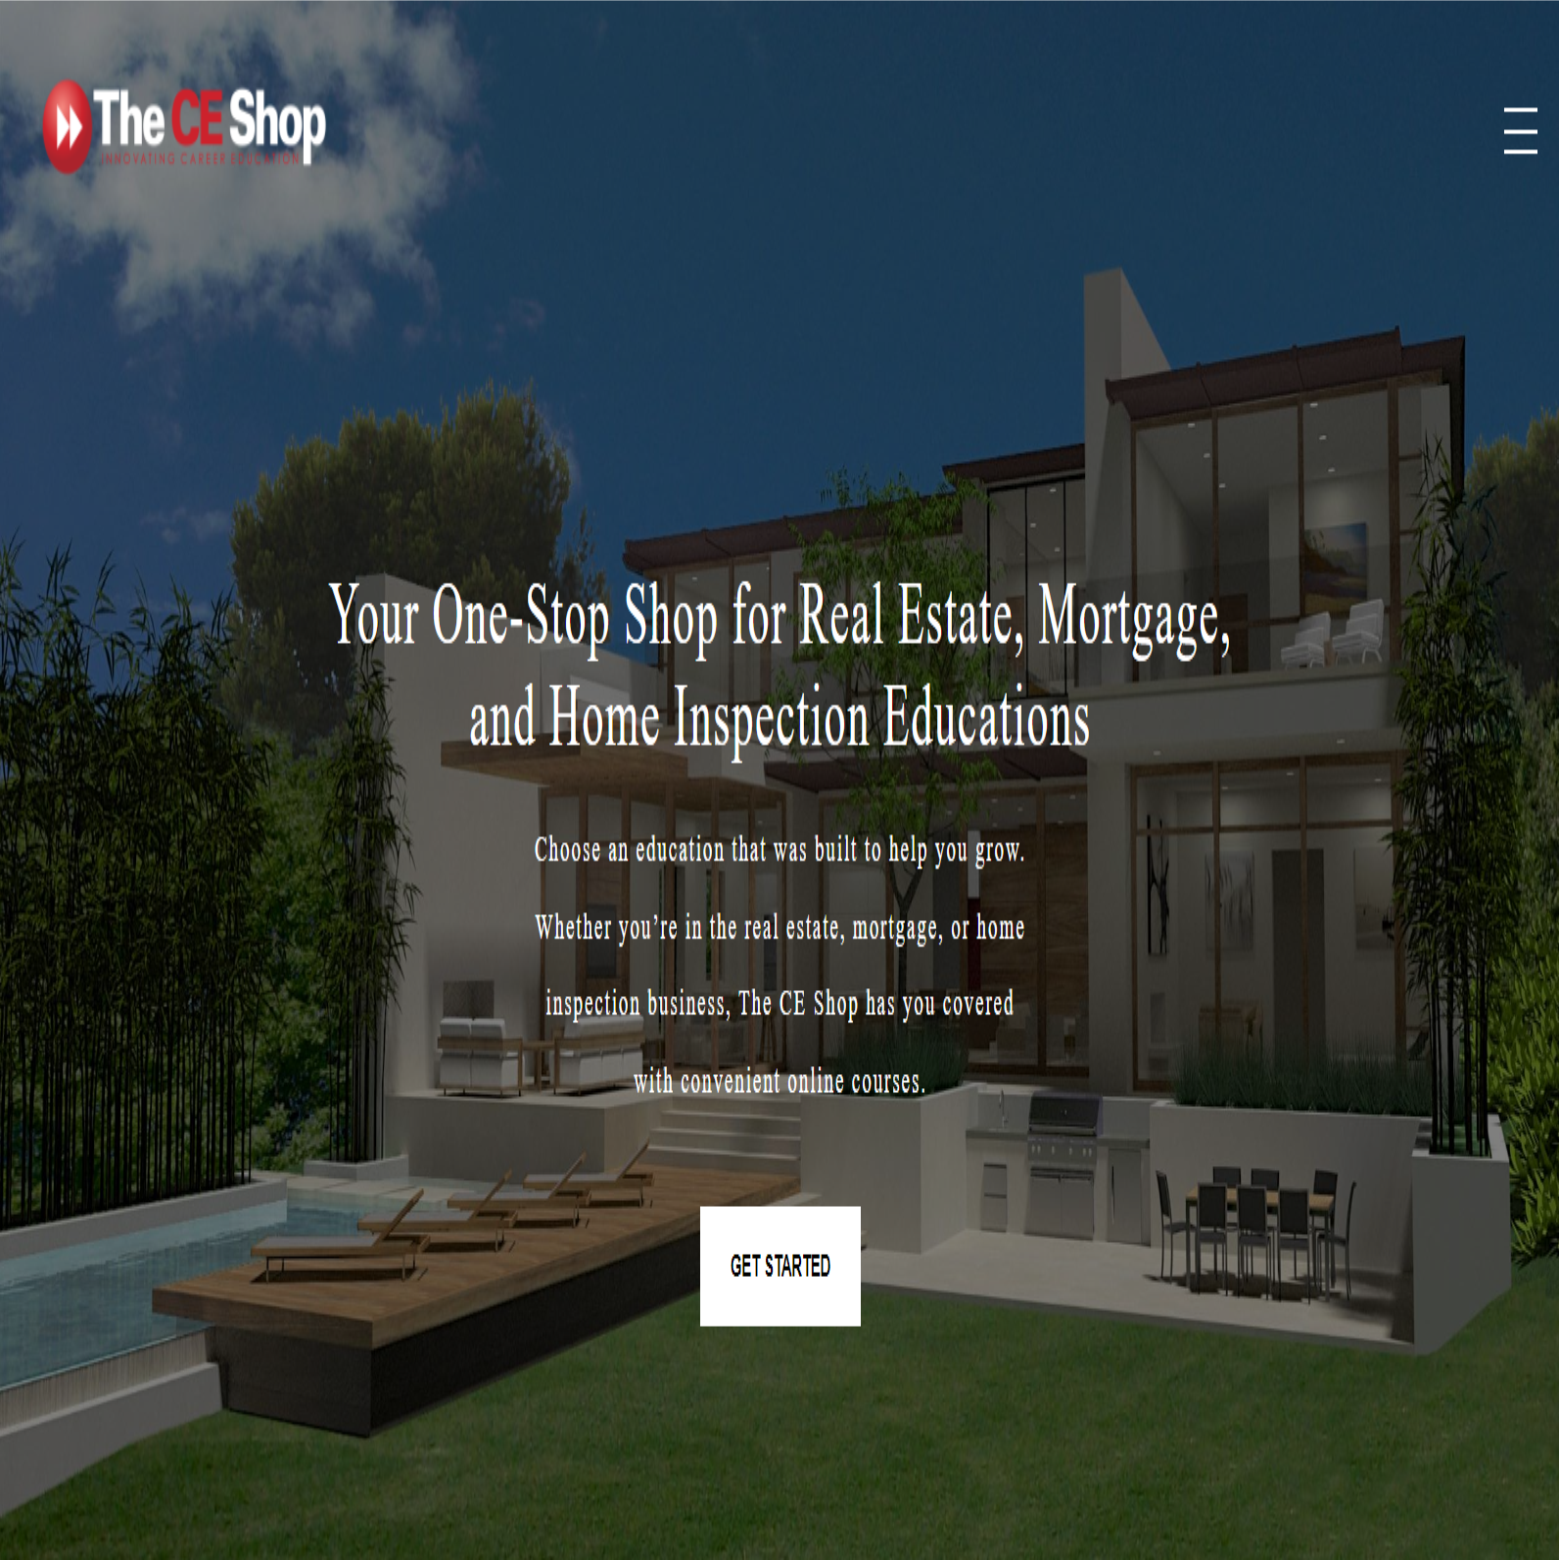 The CE Shop
INNOVATING CAREER EDUCATION
Your One-Stop Shop for Real Estate, Mortgage,
and Home Inspection Educations
Choose an education that was built to help you grow.
Whether you’re in the real estate, mortgage, or home
inspection business, The CE Shop has you covered
with convenient online courses.
GET STARTED